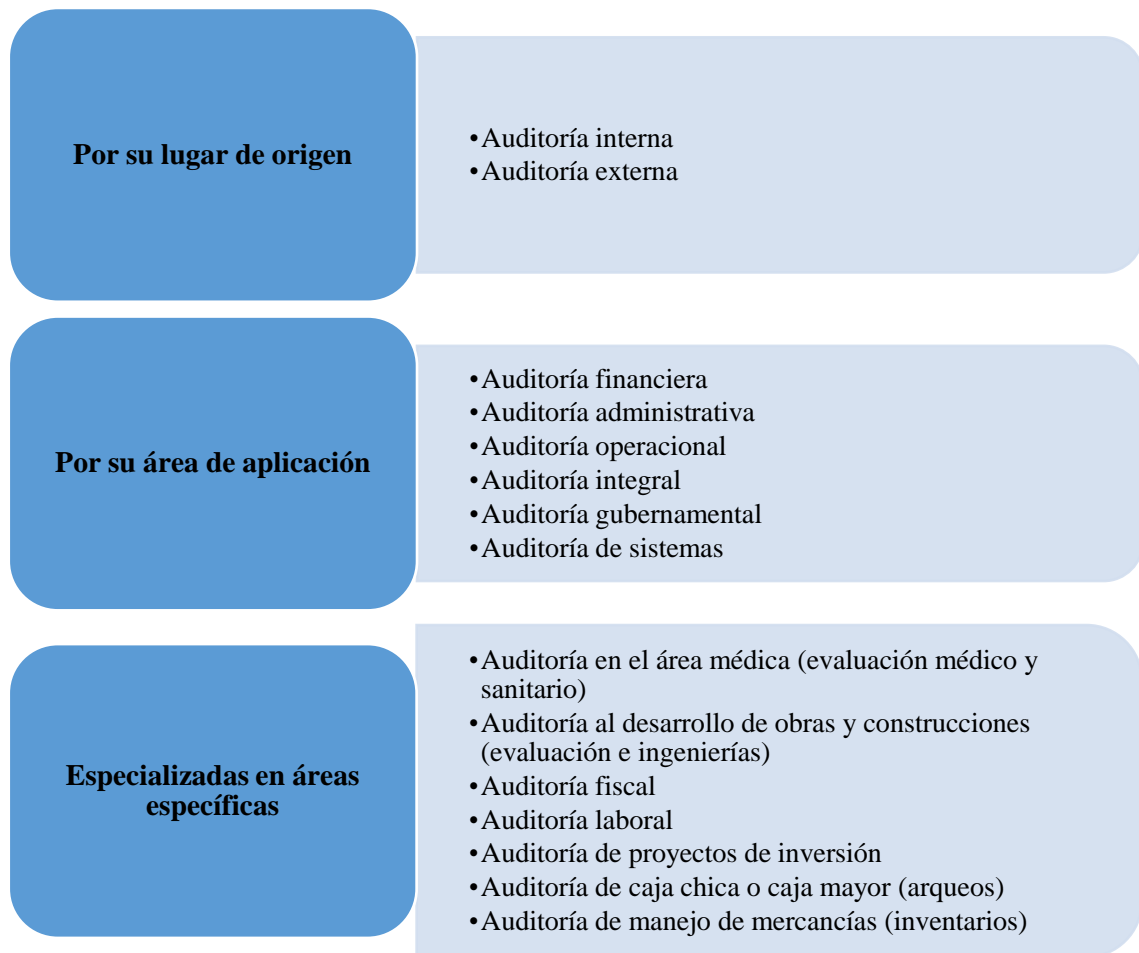 Por su lugar de origen
•Auditoría interna
•Auditoría externa
Por su área de aplicación
•Auditoría financiera
•Auditoría administrativa
•Auditoría operacional
•Auditoría integral
•Auditoría gubernamental
•Auditoría de sistemas
Especializadas en áreas
específicas
•Auditoría en el área médica (evaluación médico y
sanitario)
•Auditoría al desarrollo de obras y construcciones
(evaluación e ingenierías)
•Auditoría fiscal
•Auditoría laboral
•Auditoría de proyectos de inversión
•Auditoría de caja chica o caja mayor (arqueos)
•Auditoría de manejo de mercancías (inventarios)